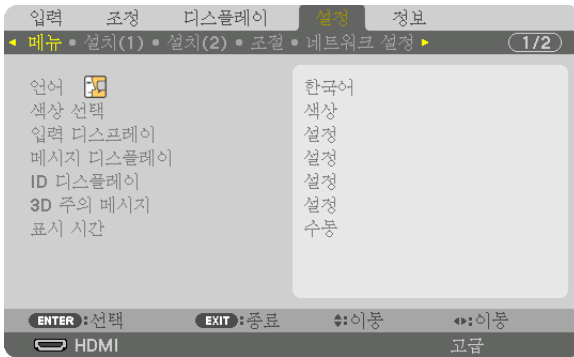 입력 조정 디스플레이 설정 정보
메뉴 • 설치(1) • 설치(2) • 조절 • 네트워크 설정 1/2
언어 한국어
색상 선택 색상
입력 디스프레이 설정
메시지 디스플레이 설정
ID 디스플레이 설정
3D 주의 메시지 설정
표시 시간 수동
ENTER :선택 EXIT :종료 :이동 :이동
HDMI 고급